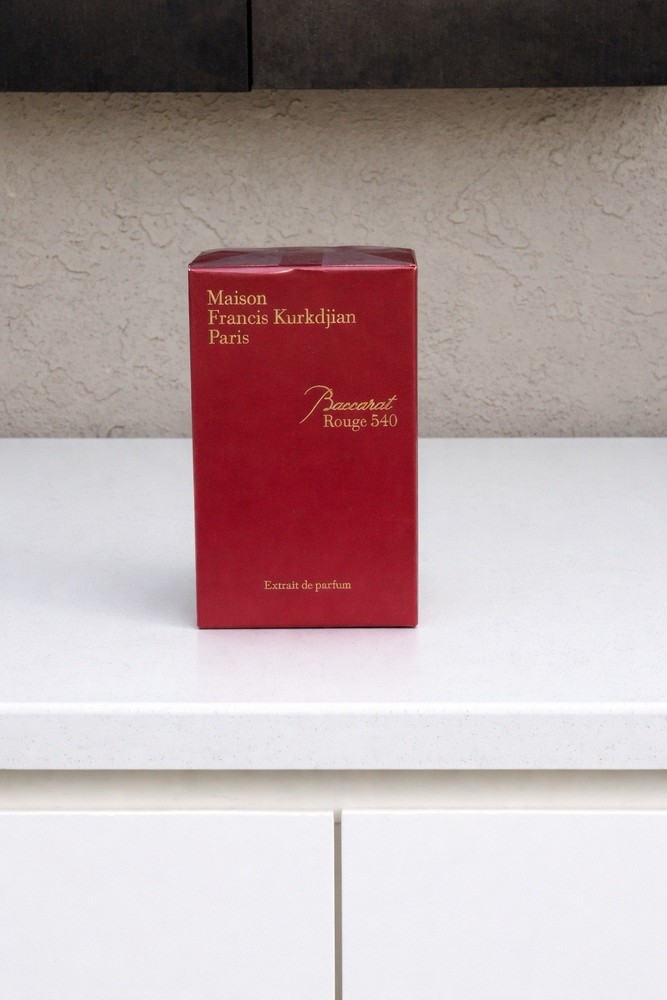 Maison
Francis Kurkdjian
Paris
Baccarat
Rouge 540
Extrait de parfum